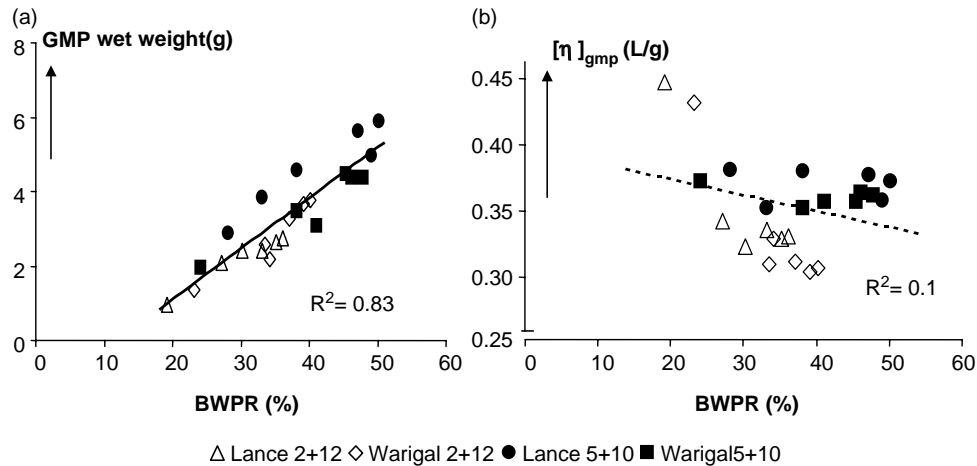 (a)
GMP wet weight(g)
8
6
4
2
0
0 10 20 30 40 50 60
R2= 0.83
BWPR (%)
(b)
[η ]gmp (L/g)
0.45
0.40
0.35
0.30
0.25
0 10 20 30 40 50 60
R2= 0.1
BWPR (%)
△ Lance 2+12 ◇ Warigal 2+12 ● Lance 5+10 ■ Warigal5+10